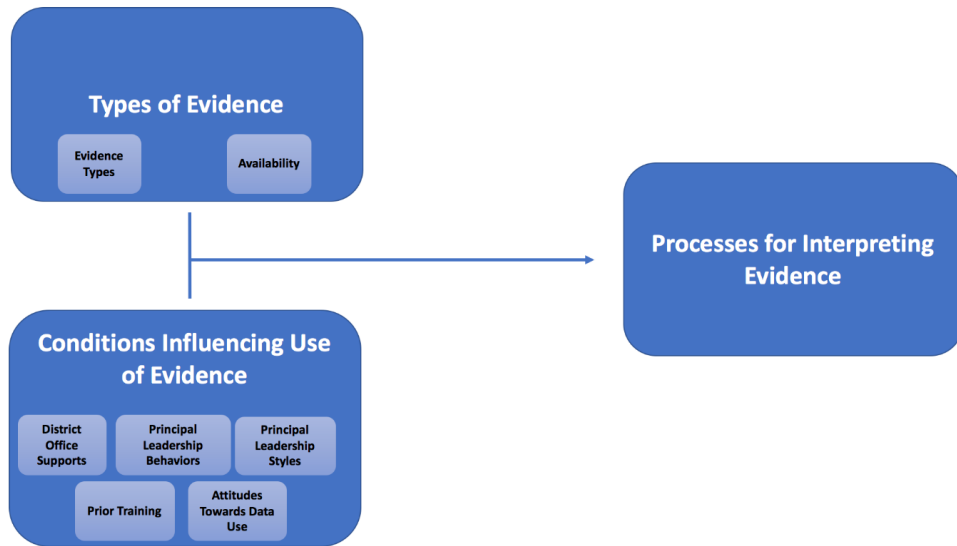 Types of Evidence
Evidence
Types
Availability
Processes for Interpreting
Evidence
Conditions Influencing Use
of Evidence
District
Office
Supports
Principal
Leadership
Behaviors
Principal
Leadership
Styles
Prior Training
Attitudes
Towards Data
Use